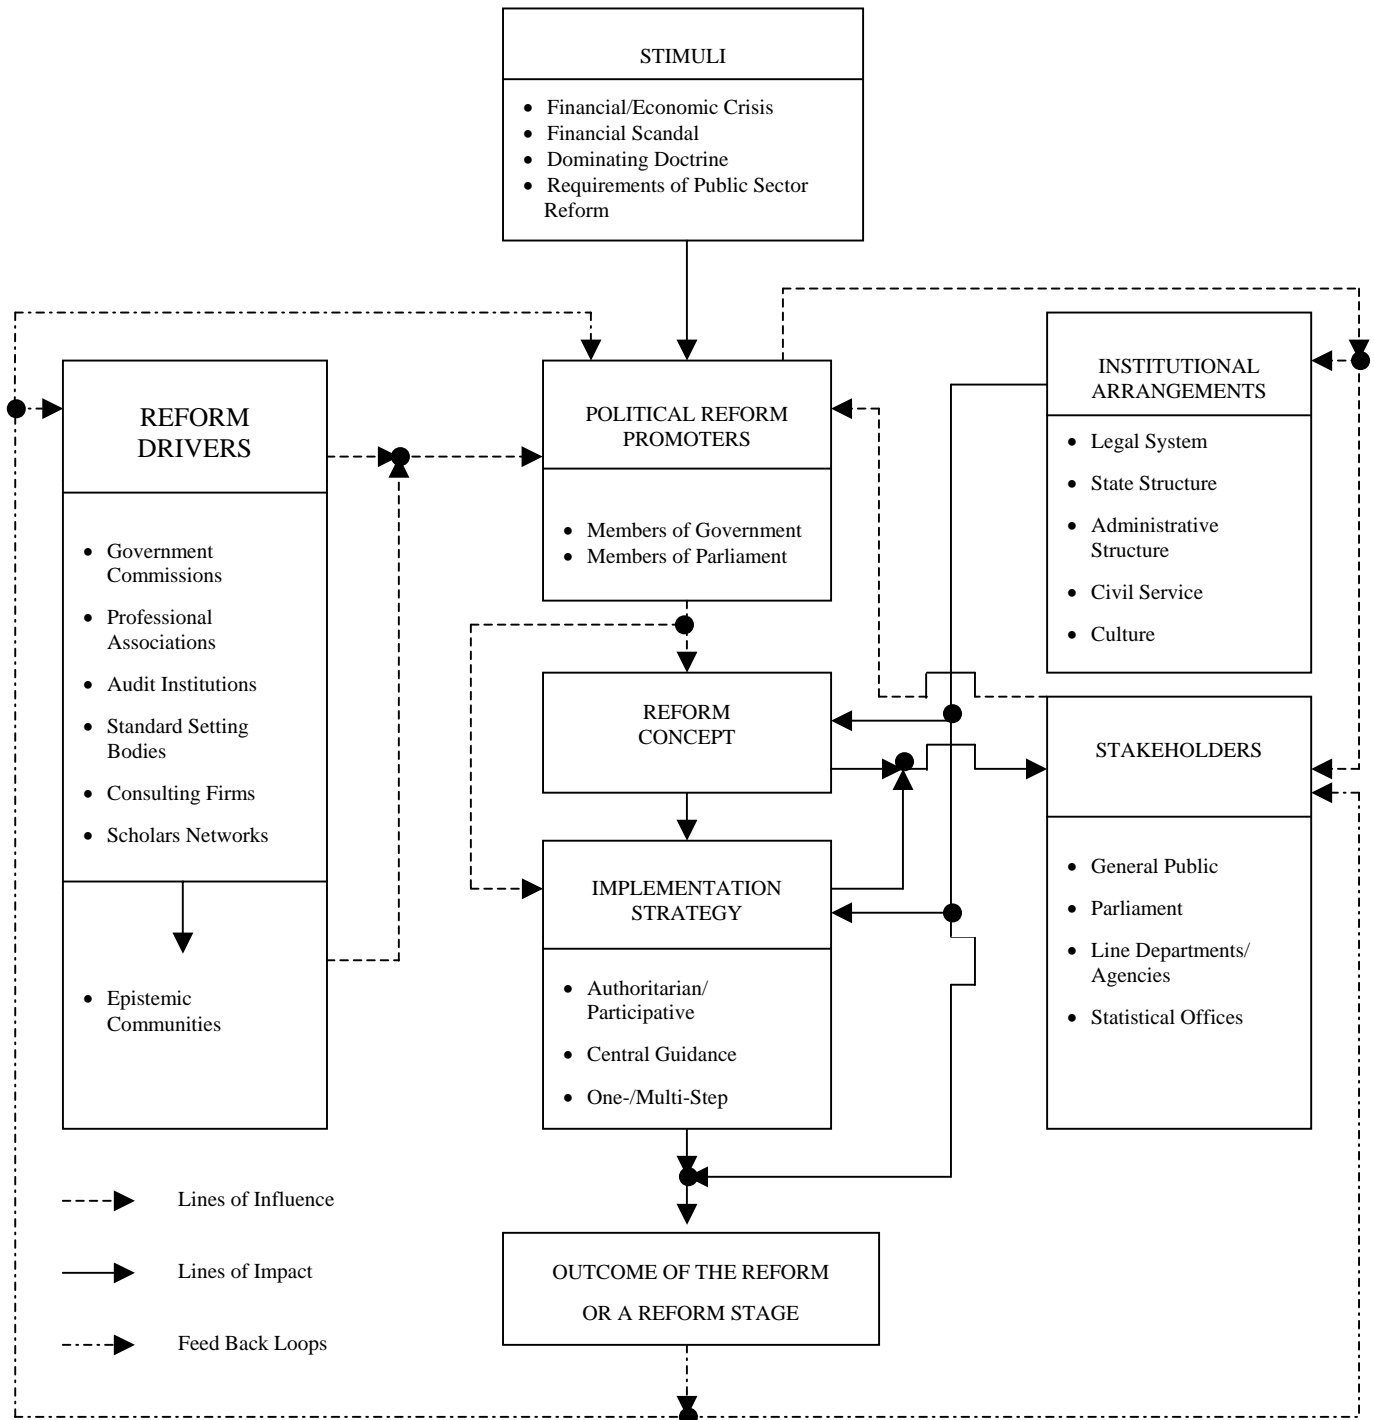 STIMULI
• Financial/Economic Crisis
• Financial Scandal
• Dominating Doctrine
• Requirements of Public Sector
Reform
REFORM
DRIVERS
• Government
Commissions
• Professional
Associations
• Audit Institutions
• Standard Setting
Bodies
• Consulting Firms
• Scholars Networks
• Epistemic
Communities
POLITICAL REFORM
PROMOTERS
• Members of Government
• Members of Parliament
REFORM
CONCEPT
IMPLEMENTATION
STRATEGY
• Authoritarian/
Participative
• Central Guidance
• One-/Multi-Step
INSTITUTIONAL
ARRANGEMENTS
• Legal System
• State Structure
• Administrative
Structure
• Civil Service
• Culture
STAKEHOLDERS
• General Public
• Parliament
• Line Departments/
Agencies
• Statistical Offices
OUTCOME OF THE REFORM
OR A REFORM STAGE
Lines of Influence
Lines of Impact
Feed Back Loops